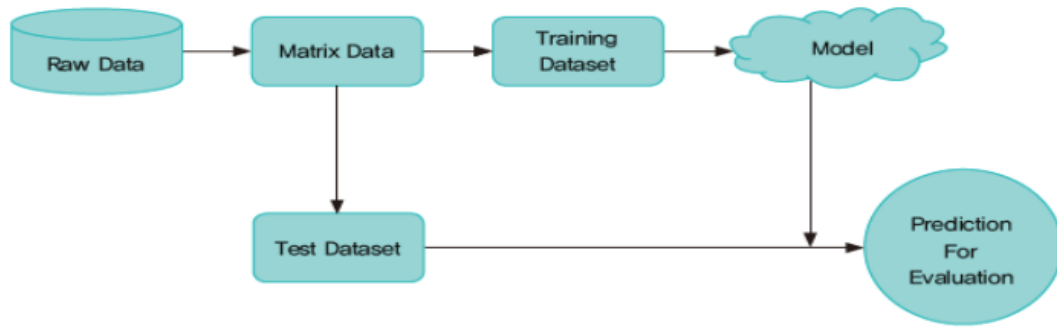 Raw Data
Matrix Data
Training
Dataset
Model
Test Dataset
Prediction
For
Evaluation